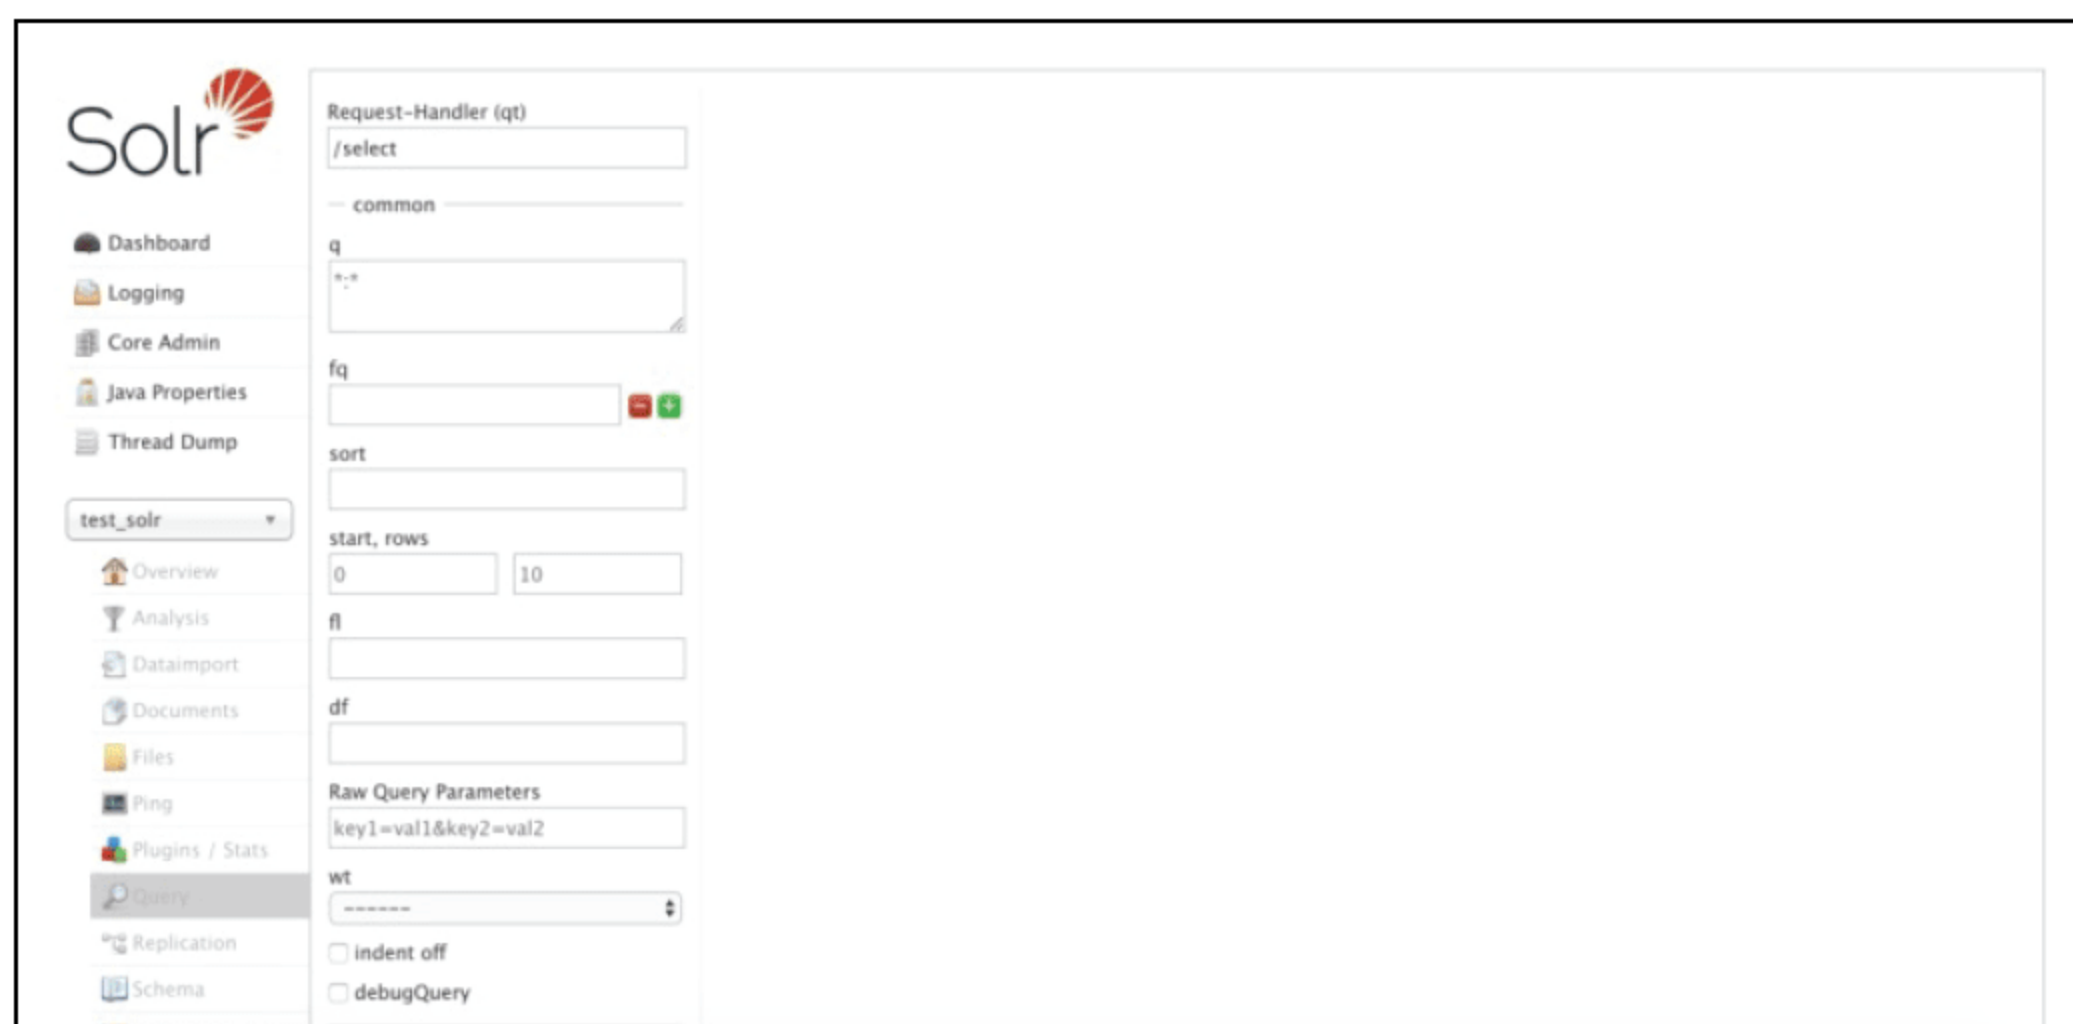 Solr
Dashboard
Logging
Core Admin
Java Properties
Thread Dump
test_solr
Overview
Analysis
Dataimport
Documents
Files
Ping
Plugins / Stats
Query
Replication
Schema
Request-Handler (qt)
/select
common
q
*:*
fq
sort
start, rows
0 10
fl
df
Raw Query Parameters
key1=val1&key2=val2
wt
------
indent off
debugQuery